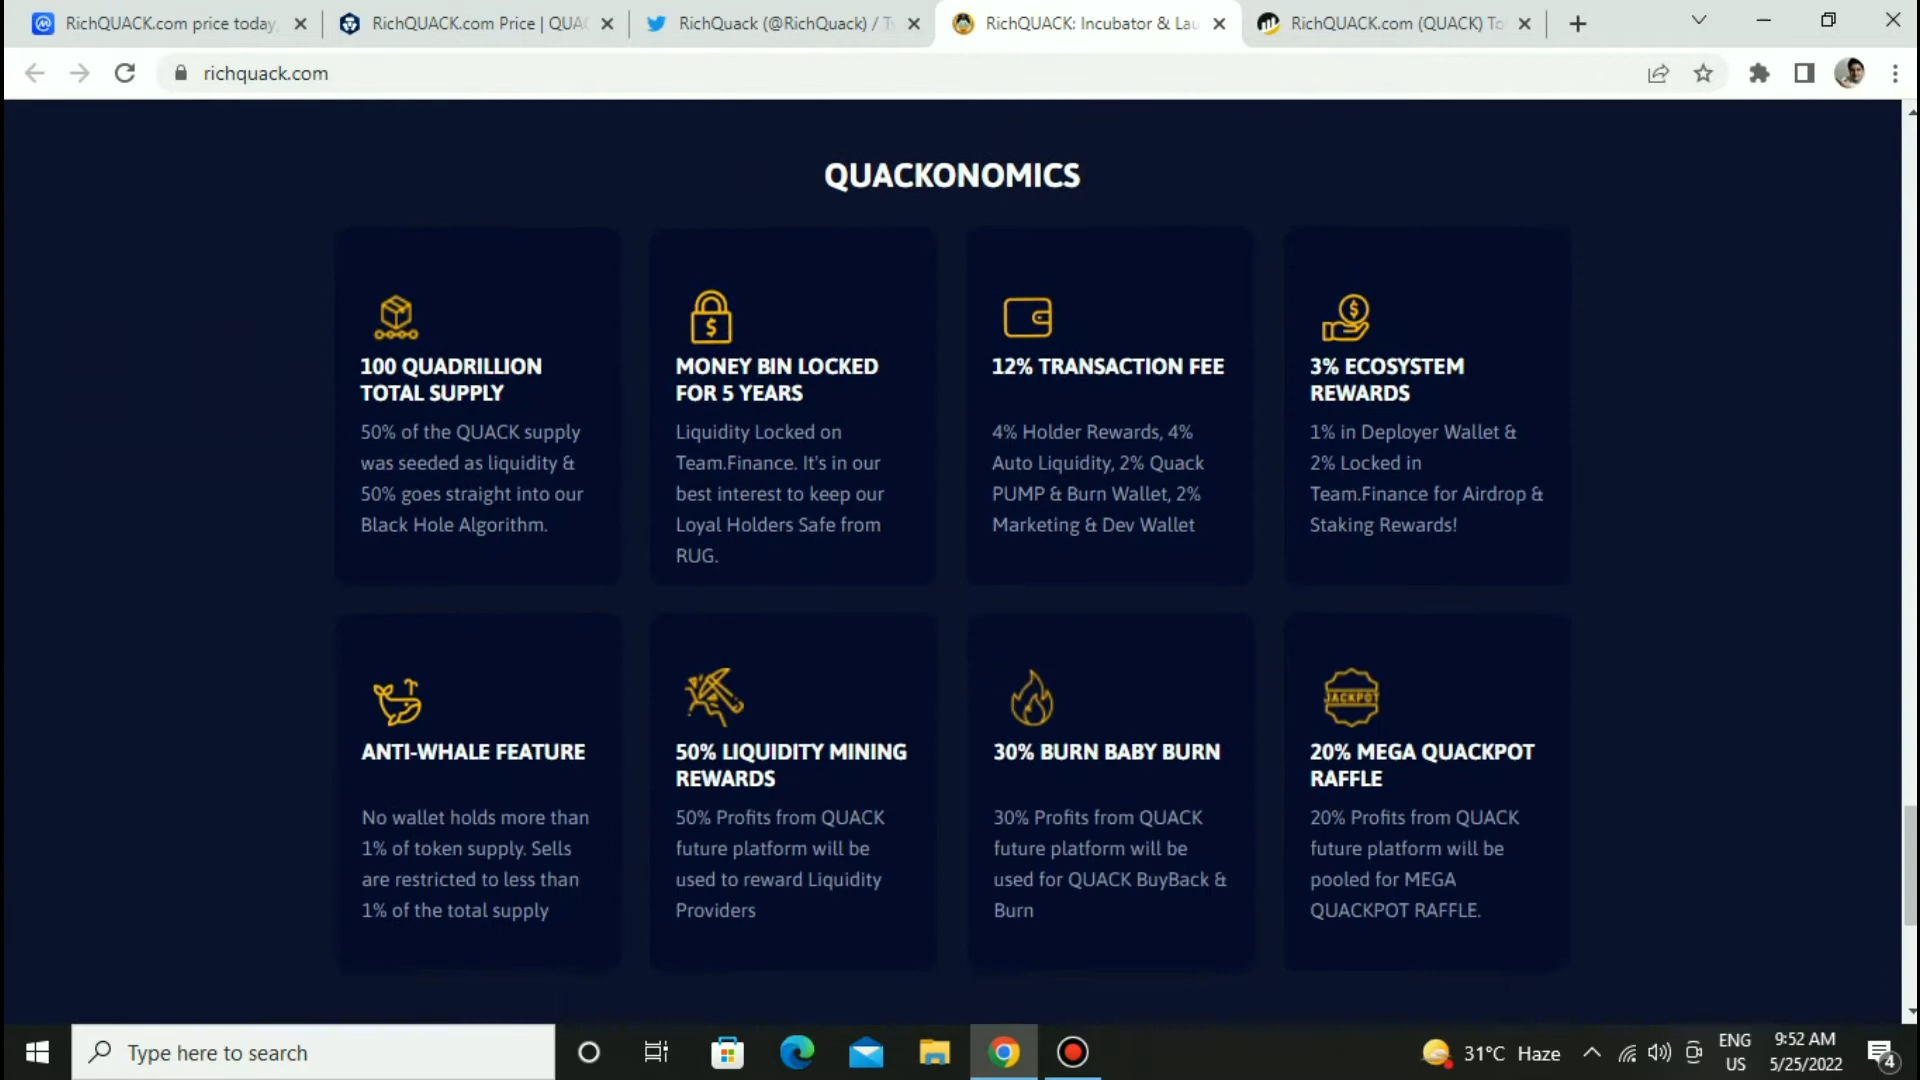 RichQUACK.com price today,
RichQUACK.com Price | QUAC
RichQuack (@RichQuack) / T
RichQUACK: Incubator & Lau
RichQUACK.com (QUACK) To
richquack.com
QUACKONOMICS
100 QUADRILLION
TOTAL SUPPLY
50% of the QUACK supply
was seeded as liquidity &
50% goes straight into our
Black Hole Algorithm.
MONEY BIN LOCKED
FOR 5 YEARS
Liquidity Locked on
Team.Finance. It's in our
best interest to keep our
Loyal Holders Safe from
RUG.
12% TRANSACTION FEE
4% Holder Rewards, 4%
Auto Liquidity, 2% Quack
PUMP & Burn Wallet, 2%
Marketing & Dev Wallet
3% ECOSYSTEM
REWARDS
1% in Deployer Wallet &
2% Locked in
Team.Finance for Airdrop &
Staking Rewards!
ANTI-WHALE FEATURE
No wallet holds more than
1% of token supply. Sells
are restricted to less than
1% of the total supply
50% LIQUIDITY MINING
REWARDS
50% Profits from QUACK
future platform will be
used to reward Liquidity
Providers
30% BURN BABY BURN
30% Profits from QUACK
future platform will be
used for QUACK BuyBack &
Burn
JACKPOT
20% MEGA QUACKPOT
RAFFLE
20% Profits from QUACK
future platform will be
pooled for MEGA
QUACKPOT RAFFLE.
Type here to search
31°C Haze
ENG
US
9:52 AM
5/25/2022
4